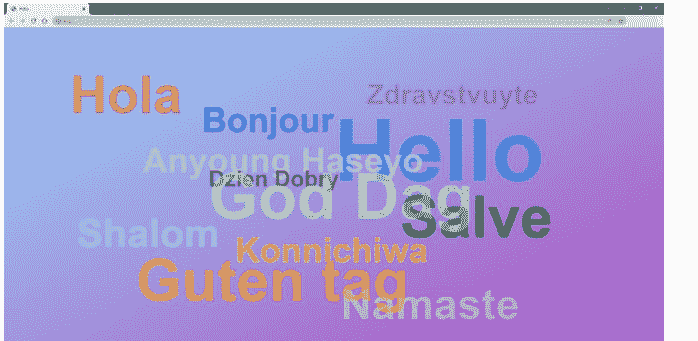 Hola
Zdravstvuyte
Bonjour
Hello
Anyoung Haseyo
Dzien Dobry
God Dag
Salve
Shalom
Konnichiwa
Guten tag
Namaste